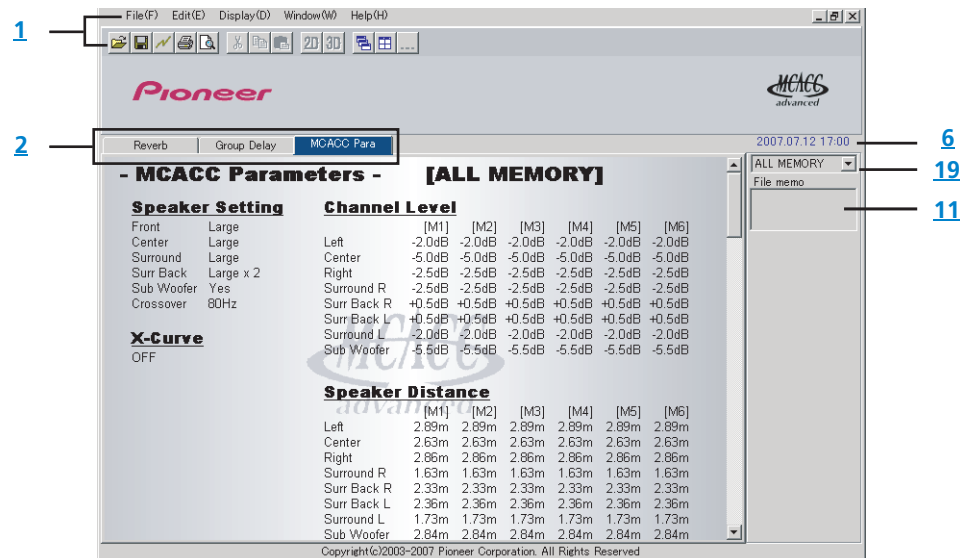 File(F) Edit(E) Display(D) Window(W) Help(H)
1
2D 3D ...
Pioneer
MCACC
advanced
2
Reverb Group Delay MCACC Para
2007.07.12 17:00
6
- MCACC Parameters - [ALL MEMORY]
ALL MEMORY
19
File memo
11
Speaker Setting
Front Large
Center Large
Surround Large
Surr Back Large x 2
Sub Woofer Yes
Crossover 80Hz
X-Curve
OFF
Channel Level
[M1] [M2] [M3] [M4] [M5] [M6]
Left -2.0dB -2.0dB -2.0dB -2.0dB -2.0dB -2.0dB
Center -5.0dB -5.0dB -5.0dB -5.0dB -5.0dB -5.0dB
Right -2.5dB -2.5dB -2.5dB -2.5dB -2.5dB -2.5dB
Surround R -2.5dB -2.5dB -2.5dB -2.5dB -2.5dB -2.5dB
Surr Back R +0.5dB +0.5dB +0.5dB +0.5dB +0.5dB +0.5dB
Surr Back L +0.5dB +0.5dB +0.5dB +0.5dB +0.5dB +0.5dB
Surround L -2.0dB -2.0dB -2.0dB -2.0dB -2.0dB -2.0dB
Sub Woofer -5.5dB -5.5dB -5.5dB -5.5dB -5.5dB -5.5dB
MCACC
advanced
Speaker Distance
[M1] [M2] [M3] [M4] [M5] [M6]
Left 2.89m 2.89m 2.89m 2.89m 2.89m 2.89m
Center 2.63m 2.63m 2.63m 2.63m 2.63m 2.63m
Right 2.86m 2.86m 2.86m 2.86m 2.86m 2.86m
Surround R 1.63m 1.63m 1.63m 1.63m 1.63m 1.63m
Surr Back R 2.33m 2.33m 2.33m 2.33m 2.33m 2.33m
Surr Back L 2.36m 2.36m 2.36m 2.36m 2.36m 2.36m
Surround L 1.73m 1.73m 1.73m 1.73m 1.73m 1.73m
Sub Woofer 2.84m 2.84m 2.84m 2.84m 2.84m 2.84m
Copyright(c)2003-2007 Pioneer Corporation. All Rights Reserved